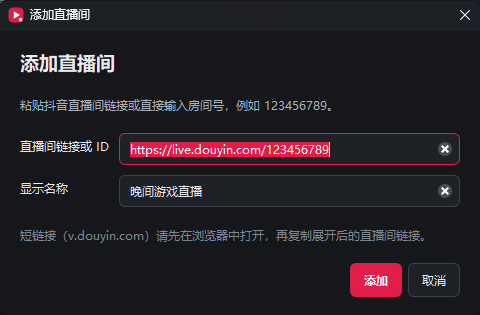 添加直播间
添加直播间
粘贴抖音直播间链接或直接输入房间号，例如 123456789。
直播间链接或 ID
https://live.douyin.com/123456789
显示名称
晚间游戏直播
短链接（v.douyin.com）请先在浏览器中打开，再复制展开后的直播间链接。
添加
取消